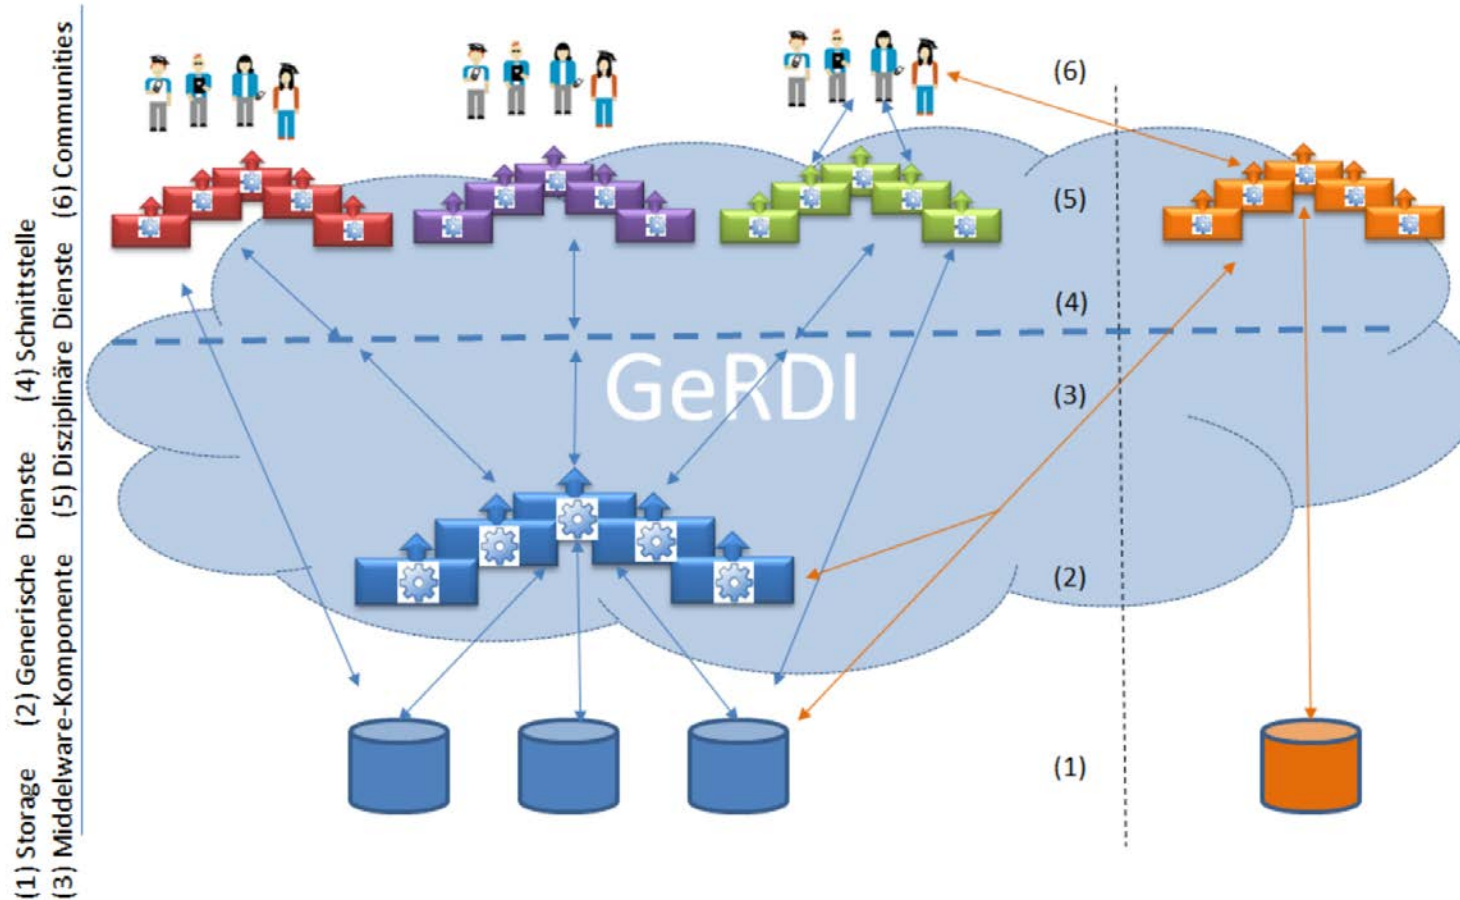 (1) Storage (2) Generische Dienste (4) Schnittstelle
(3) Middelware-Komponente (5) Disziplinäre Dienste (6) Communities
(6)
(5)
(4)
GeRDI
(3)
(2)
(1)